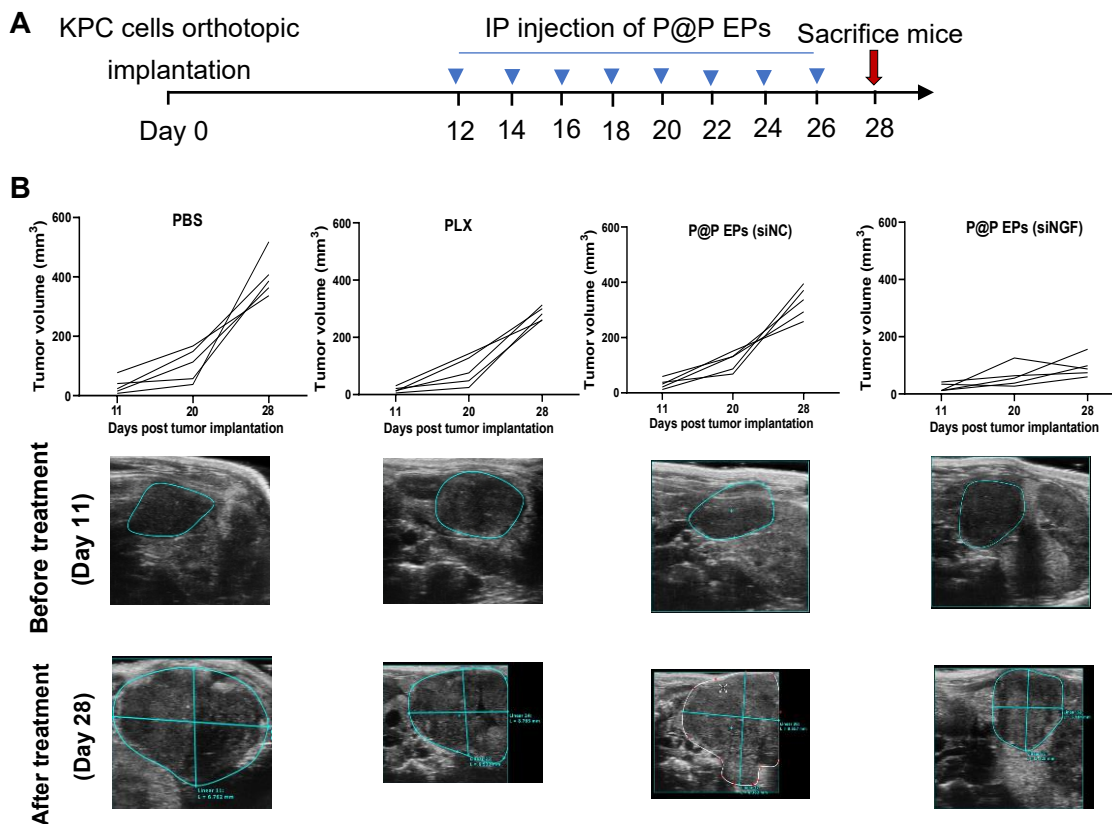 A
KPC cells orthotopic
implantation
IP injection of P@P EPs
Sacrifice mice
Day 0
12
14
16
18
20
22
24
26
28
B
PBS
Tumor volume (mm3)
600
400
200
0
11
20
28
Days post tumor implantation
PLX
Tumor volume (mm3)
600
400
200
0
11
20
28
Days post tumor implantation
P@P EPs (siNC)
Tumor volume (mm3)
600
400
200
0
11
20
28
Days post tumor implantation
P@P EPs (siNGF)
Tumor volume (mm3)
600
400
200
0
11
20
28
Days post tumor implantation
Before treatment
(Day 11)
After treatment
(Day 28)